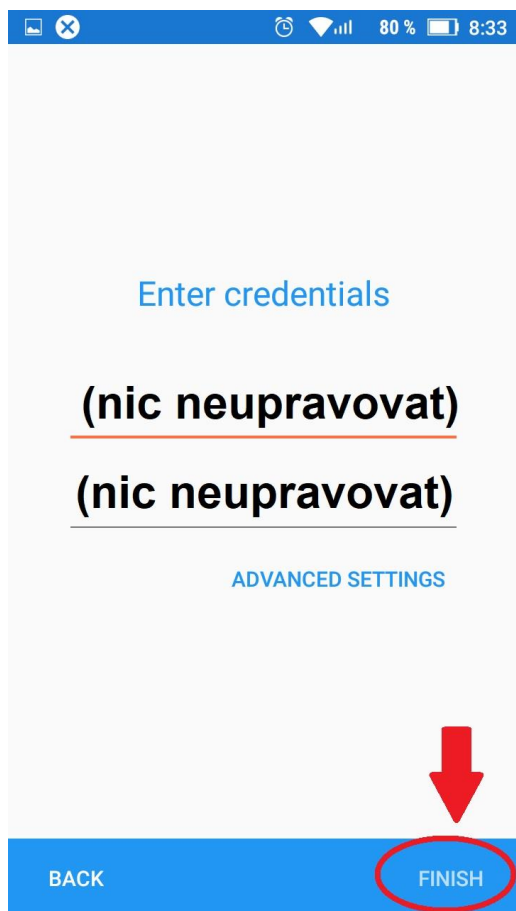 80 % 8:33
Enter credentials
(nic neupravovat)
(nic neupravovat)
ADVANCED SETTINGS
BACK FINISH